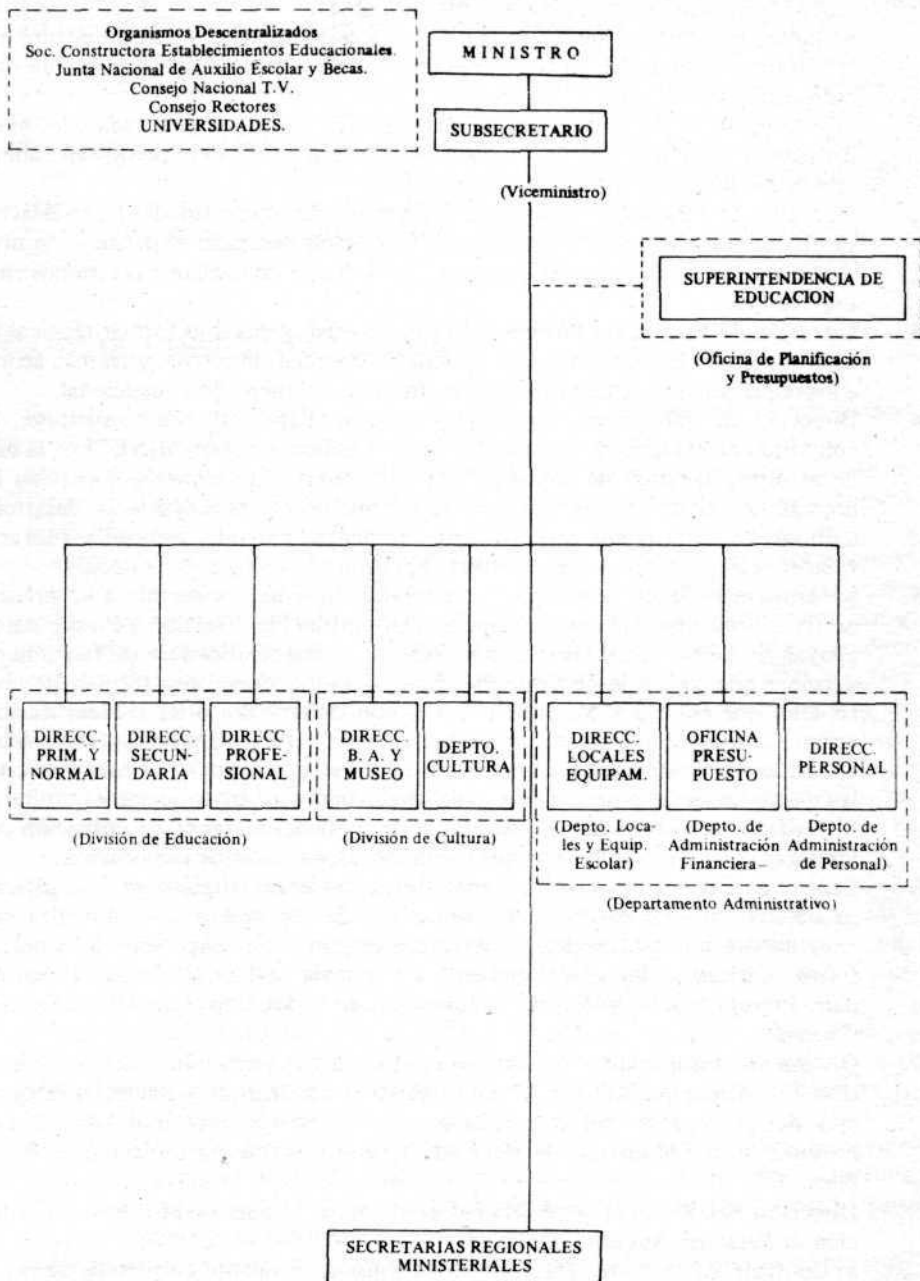 Organismos Descentralizados
Soc. Constructora Establecimientos Educacionales.
Junta Nacional de Auxilio Escolar y Becas.
Consejo Nacional T.V.
Consejo Rectores
UNIVERSIDADES.
MINISTRO
SUBSECRETARIO
(Viceministro)
SUPERINTENDENCIA DE
EDUCACION
(Oficina de Planificación
y Presupuestos)
DIRECC.
PRIM. Y
NORMAL
DIRECC.
SECUN-
DARIA
DIRECC
PROFE-
SIONAL
(División de Educación)
DIRECC.
B. A. Y
MUSEO
DEPTO.
CULTURA
(División de Cultura)
DIRECC.
LOCALES
EQUIPAM.
OFICINA
PRESU-
PUESTO
DIRECC.
PERSONAL
(Depto. Loca-
les y Equip.
Escolar)
(Depto. de
Administración
Financiera—
Depto. de
Administración
de Personal)
(Departamento Administrativo)
SECRETARIAS REGIONALES
MINISTERIALES